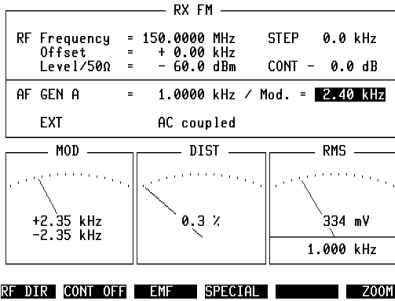 RX FM
RF Frequency = 150.0000 MHz STEP 0.0 kHz
Offset = + 0.00 kHz
Level/50Ω = - 60.0 dBm CONT - 0.0 dB
AF GEN A = 1.0000 kHz / Mod. = 2.40 kHz
EXT AC coupled
MOD DIST RMS
+2.35 kHz 0.3 % 334 mV
-2.35 kHz
1.000 kHz
RF DIR CONT OFF EMF SPECIAL ZOOM